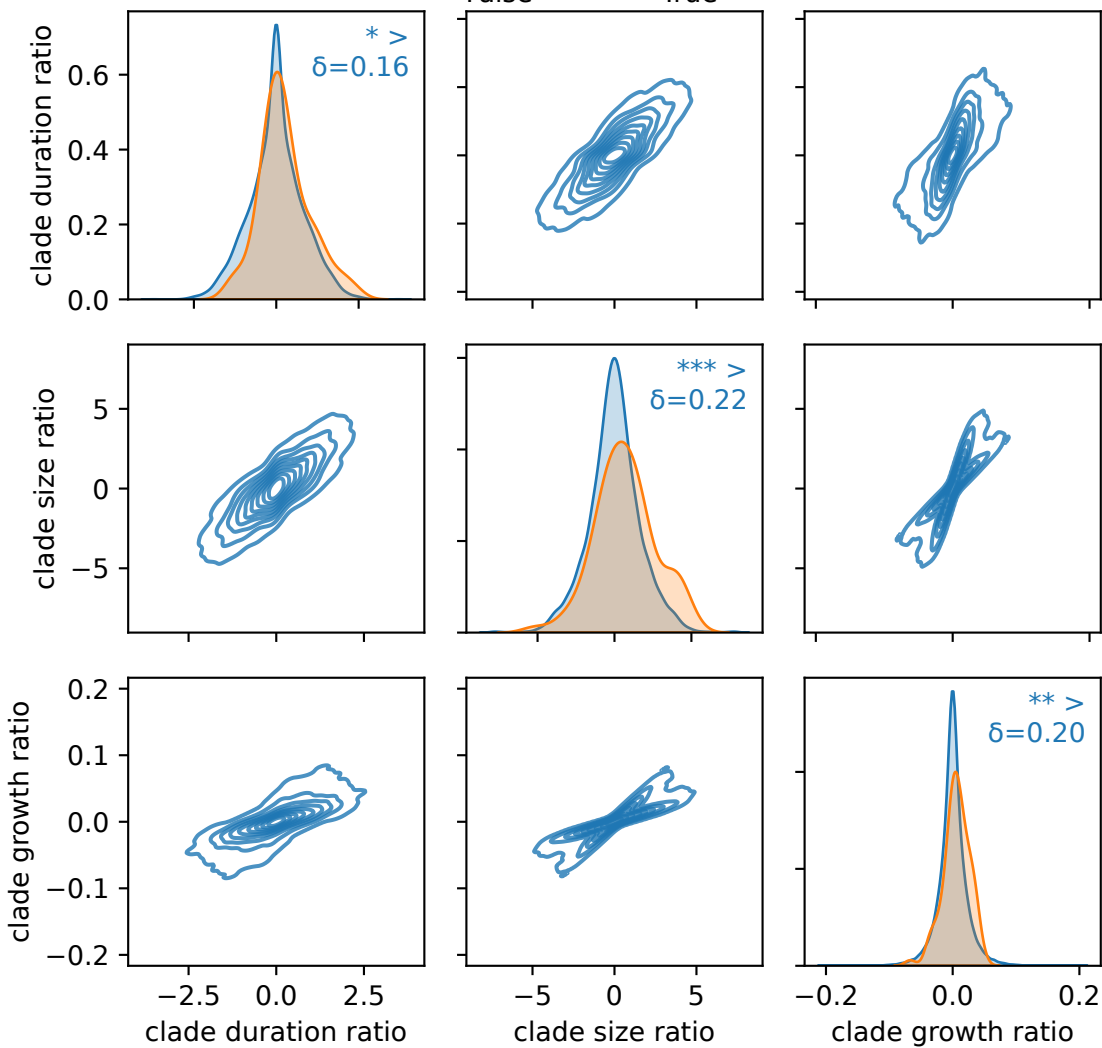 False True
clade duration ratio
0.6
0.4
0.2
0.0
* >
δ=0.16
clade size ratio
5
0
−5
*** >
δ=0.22
clade growth ratio
0.2
0.1
0.0
−0.1
−0.2
** >
δ=0.20
−2.5 0.0 2.5
−5 0 5
−0.2 0.0 0.2
clade duration ratio
clade size ratio
clade growth ratio